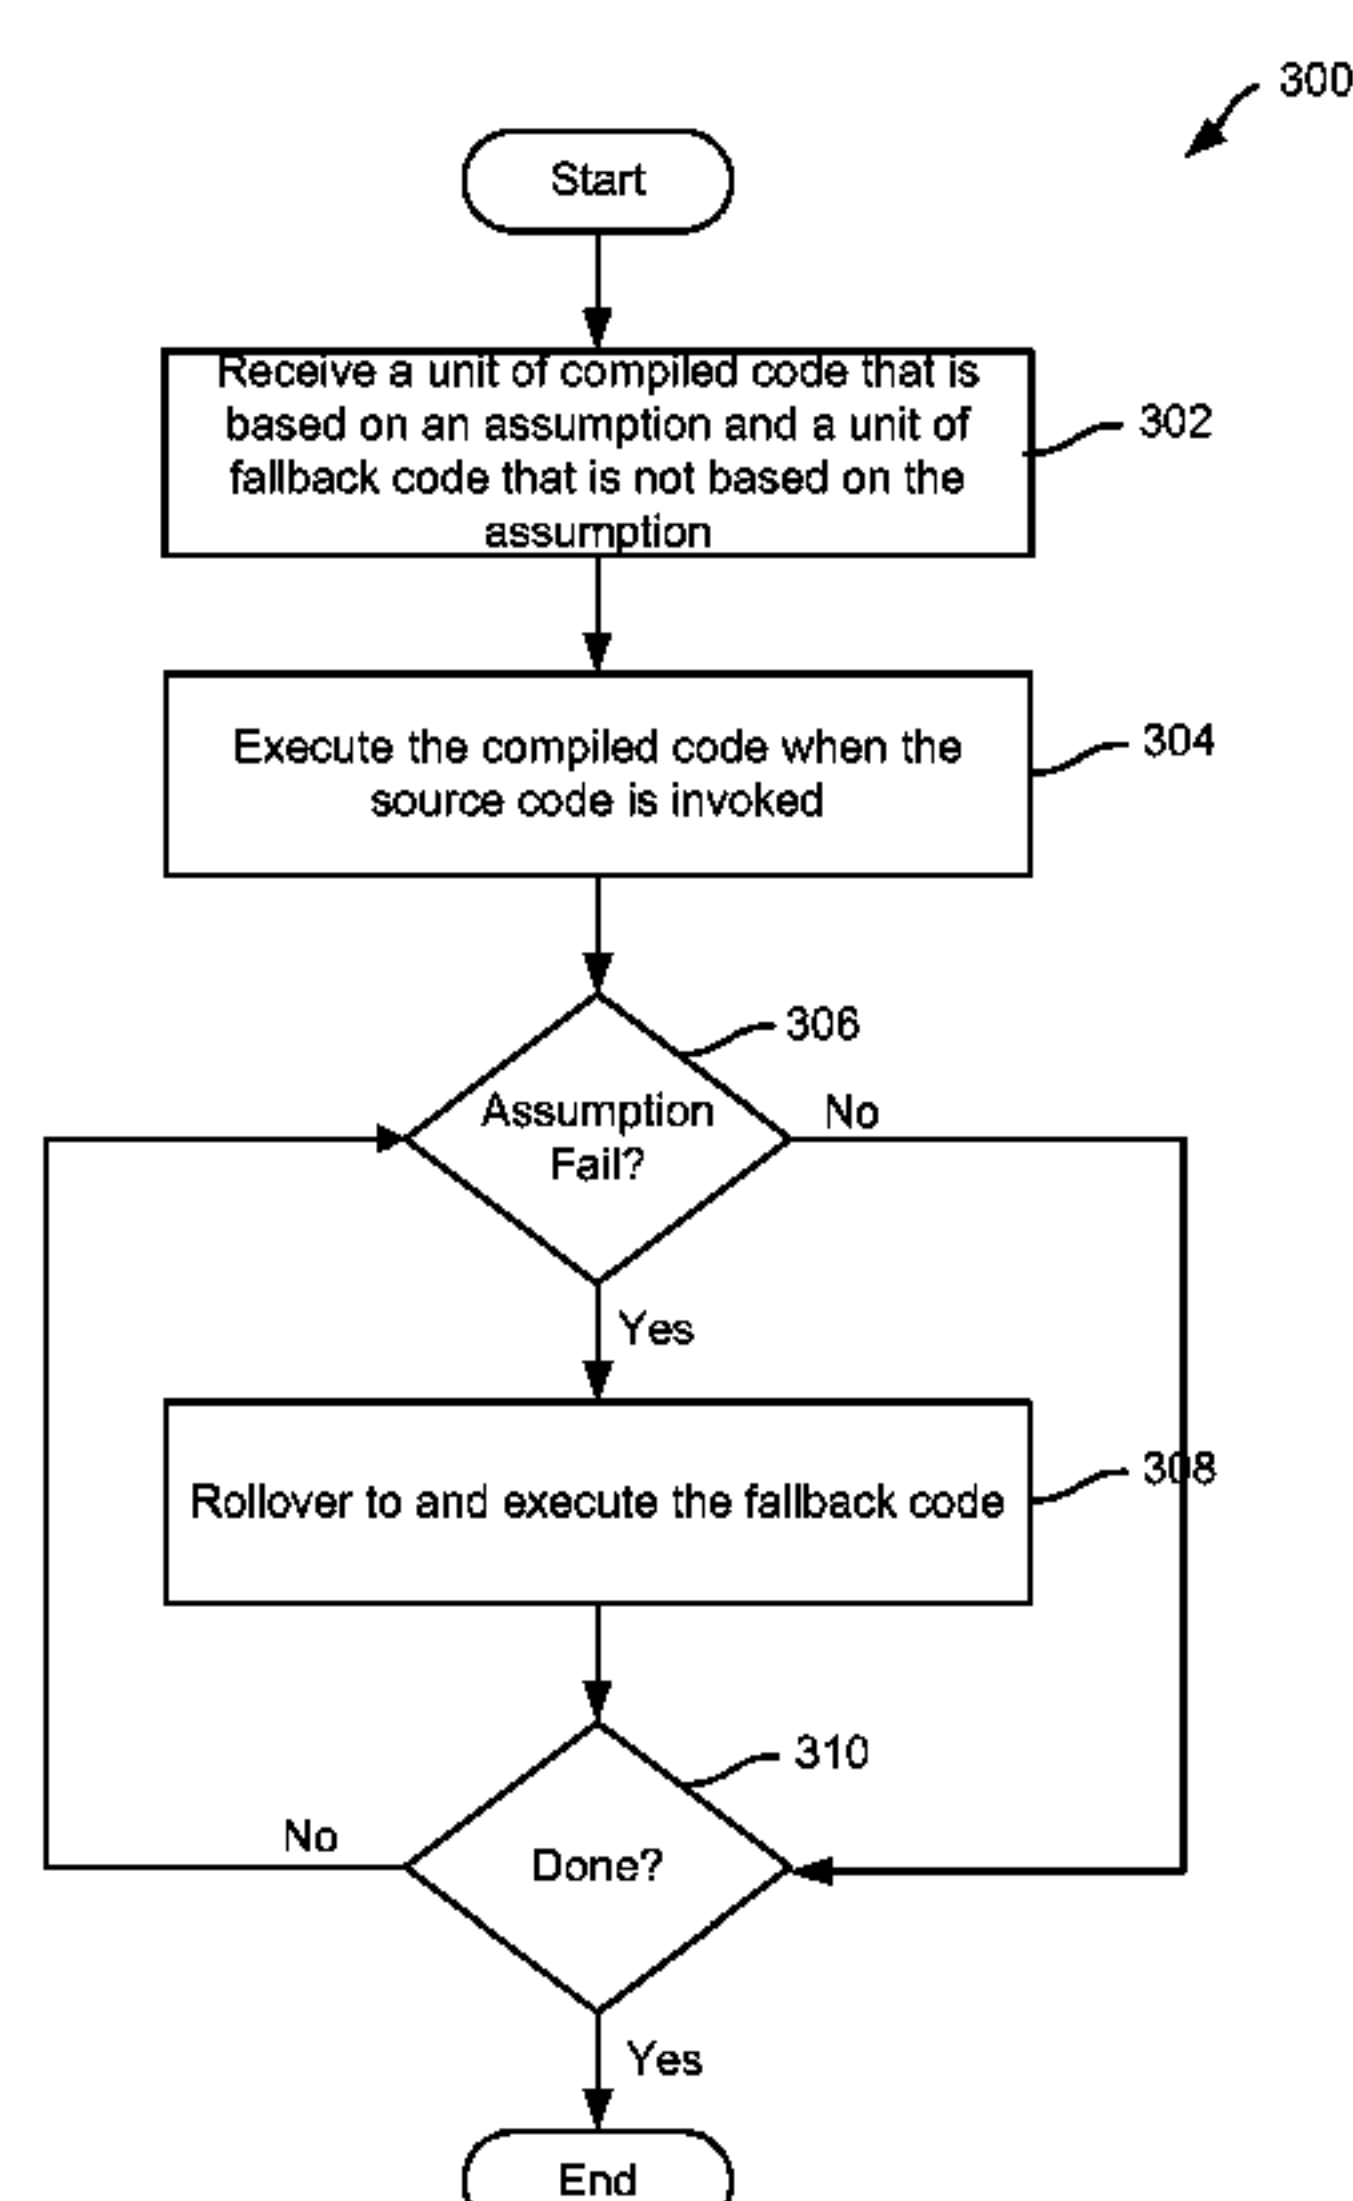 300
Start
Receive a unit of compiled code that is
based on an assumption and a unit of
fallback code that is not based on the
assumption
302
Execute the compiled code when the
source code is invoked
304
306
Assumption
Fail?
No
Yes
Rollover to and execute the fallback code
308
310
Done?
No
Yes
End